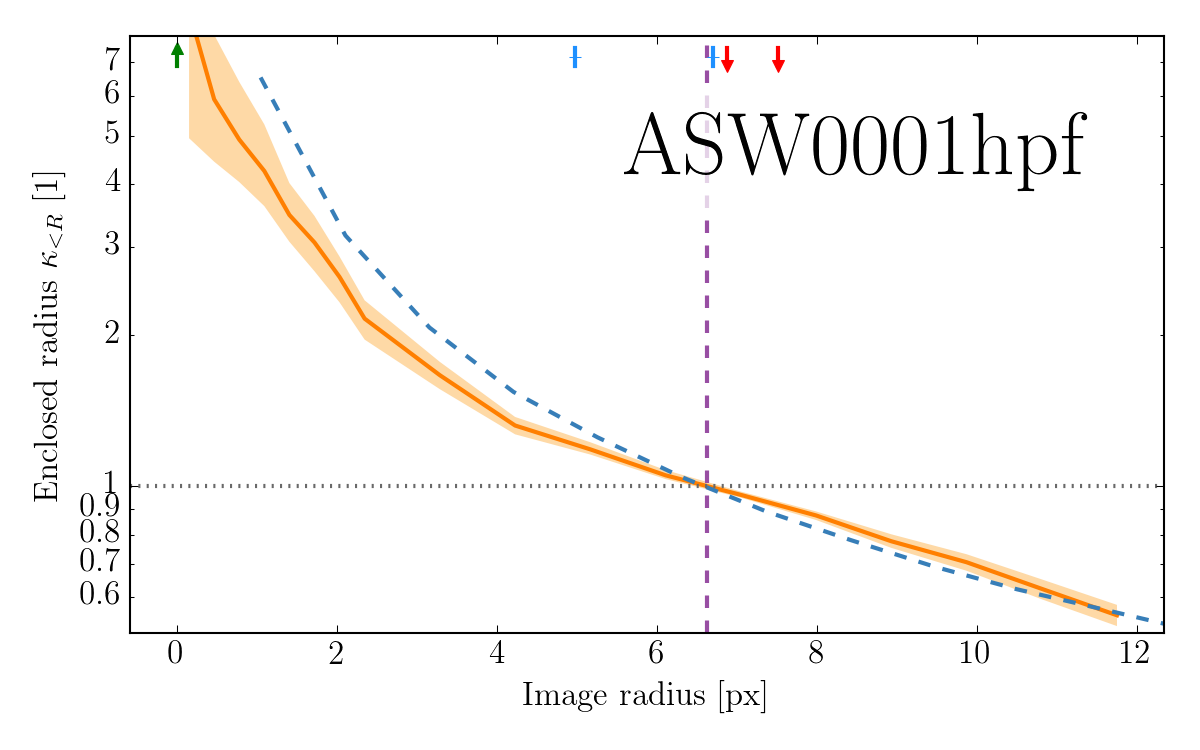 ASW0001hpf
Enclosed radius κ<R [1]
7
6
5
4
3
2
1
0.9
0.8
0.7
0.6
0 2 4 6 8 10 12
Image radius [px]